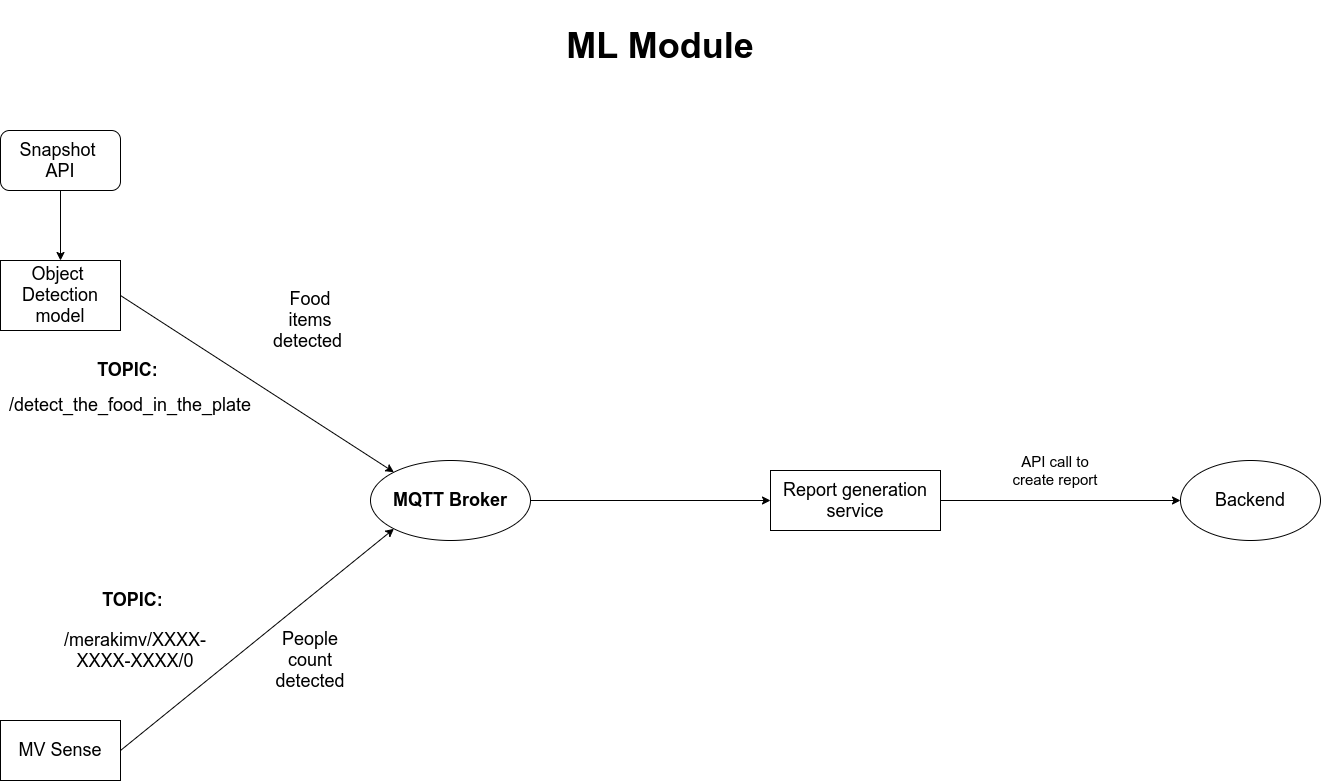 ML Module
Snapshot
API
Object
Detection
model
Food
items
detected
TOPIC:
/detect_the_food_in_the_plate
MQTT Broker
Report generation
service
API call to
create report
Backend
TOPIC:
/merakimv/XXXX-
XXXX-XXXX/0
People
count
detected
MV Sense